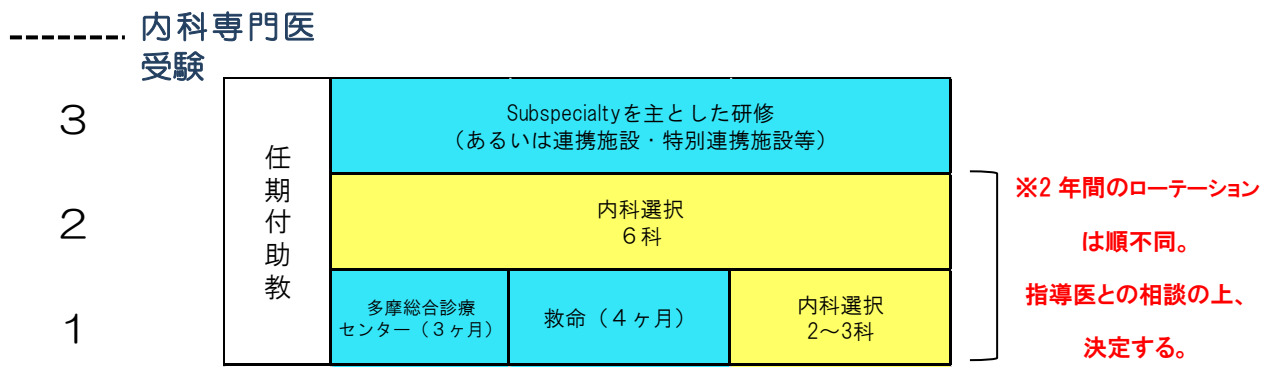 内科専門医
受験
3
Subspecialtyを主とした研修
（あるいは連携施設・特別連携施設等）
任期付助教
2
内科選択
６科
1
多摩総合診療
センター（３ヶ月）
救命（４ヶ月）
内科選択
2～3科
※2 年間のローテーション
は順不同。
指導医との相談の上、
決定する。